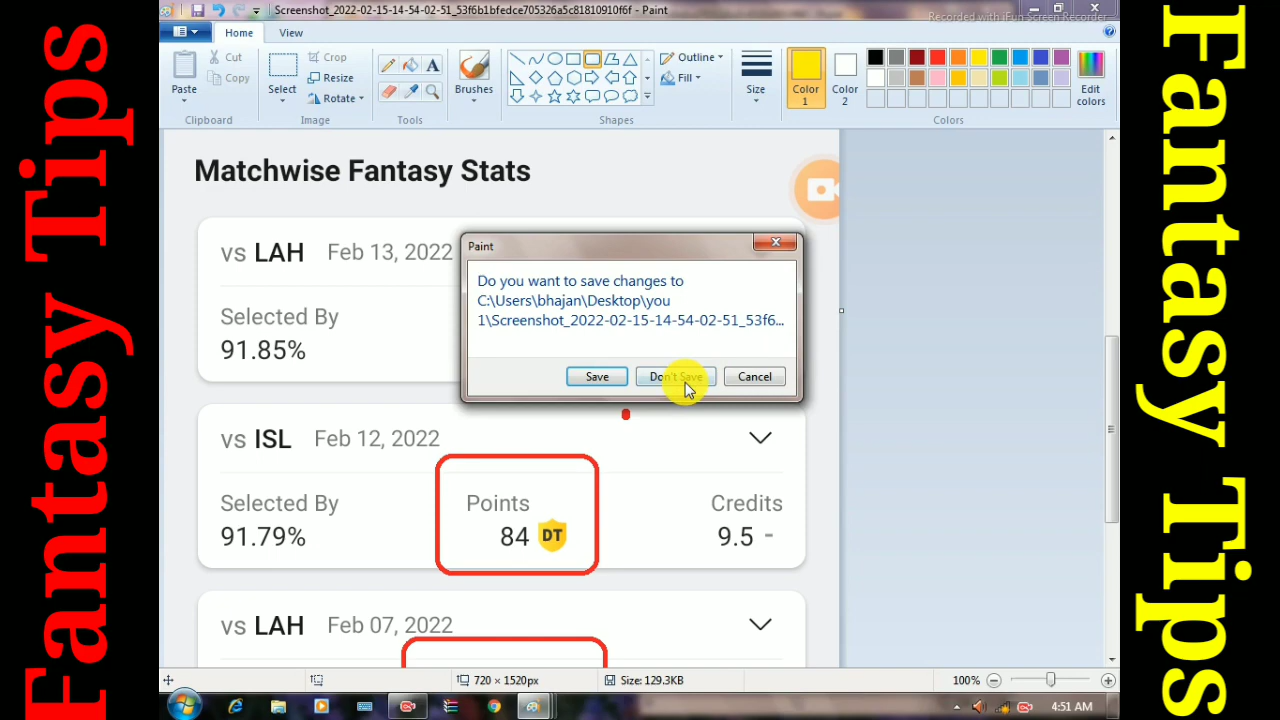 Fantasy Tips
Screenshot_2022-02-15-14-54-02-51_53f6b1bfedce705326a5c81810910f6f - Paint
Recorded with iFun Screen Recorder
Home View
Paste
Cut
Copy
Clipboard
Select
Crop
Resize
Rotate
Image
A
Tools
Brushes
Outline
Fill
Shapes
Size
Color
1
Color
2
Edit
colors
Colors
Matchwise Fantasy Stats
vs LAH Feb 13, 2022
Selected By
91.85%
Paint
Do you want to save changes to
C:\Users\bhajan\Desktop\you
1\Screenshot_2022-02-15-14-54-02-51_53f6...
Save Don't Save Cancel
vs ISL Feb 12, 2022
Selected By Points Credits
91.79% 84 DT 9.5 -
vs LAH Feb 07, 2022
720 × 1520px Size: 129.3KB 100%
4:51 AM
Fantasy Tips